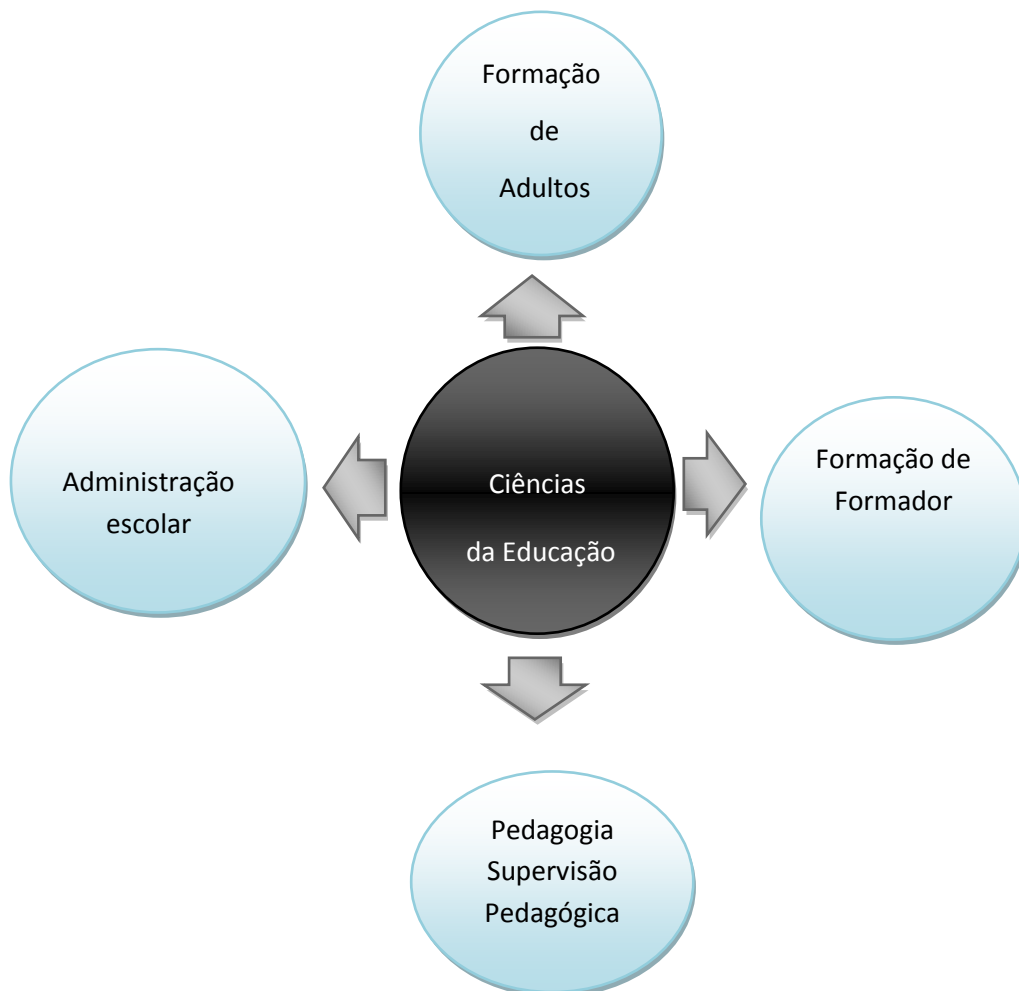 Formação
de
Adultos
Administração
escolar
Ciências
da Educação
Formação de
Formador
Pedagogia
Supervisão
Pedagógica